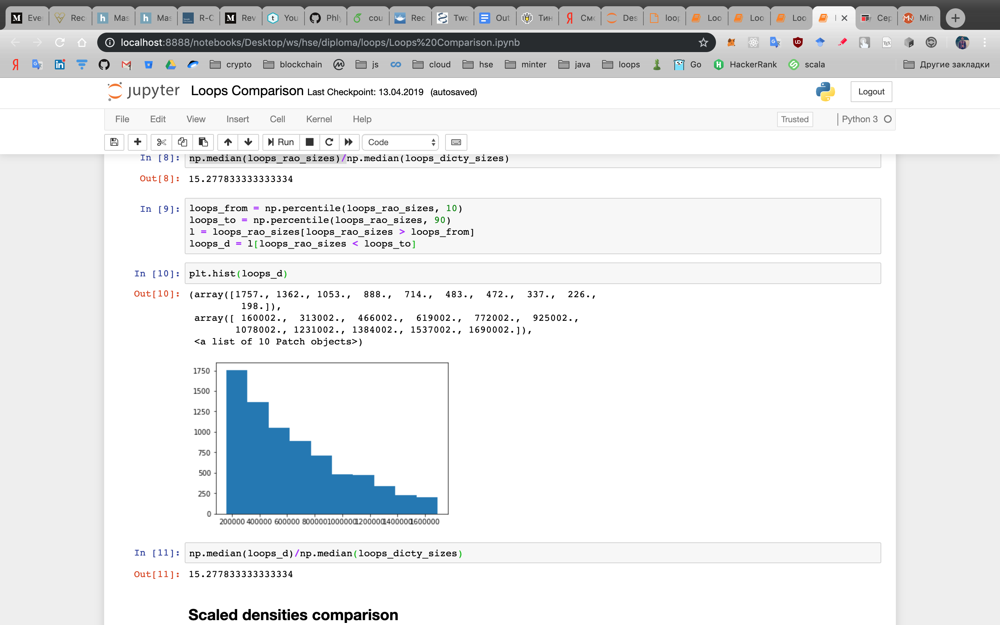 Eve Rec Mas Mas R-C Rev You Phly cou Rec Two Out Тин Смо Des loop Loo Loo Loo Сер Min
localhost:8888/notebooks/Desktop/ws/hse/diploma/loops/Loops%20Comparison.ipynb
crypto blockchain js cloud hse minter java loops Go HackerRank scala Другие закладки
jupyter Loops Comparison Last Checkpoint: 13.04.2019 (autosaved) Logout
File Edit View Insert Cell Kernel Help Trusted Python 3
Run Code
In [8]: np.median(loops_rao_sizes)/np.median(loops_dicty_sizes)
Out[8]: 15.277833333333334
In [9]: loops_from = np.percentile(loops_rao_sizes, 10)
loops_to = np.percentile(loops_rao_sizes, 90)
l = loops_rao_sizes[loops_rao_sizes > loops_from]
loops_d = l[loops_rao_sizes < loops_to]
In [10]: plt.hist(loops_d)
Out[10]: (array([1757., 1362., 1053., 888., 714., 483., 472., 337., 226.,
198.]),
array([ 160002., 313002., 466002., 619002., 772002., 925002.,
1078002., 1231002., 1384002., 1537002., 1690002.]),
<a list of 10 Patch objects>)
1750
1500
1250
1000
750
500
250
0
200000 400000 600000 800000 1000000 1200000 1400000 1600000
In [11]: np.median(loops_d)/np.median(loops_dicty_sizes)
Out[11]: 15.277833333333334
Scaled densities comparison